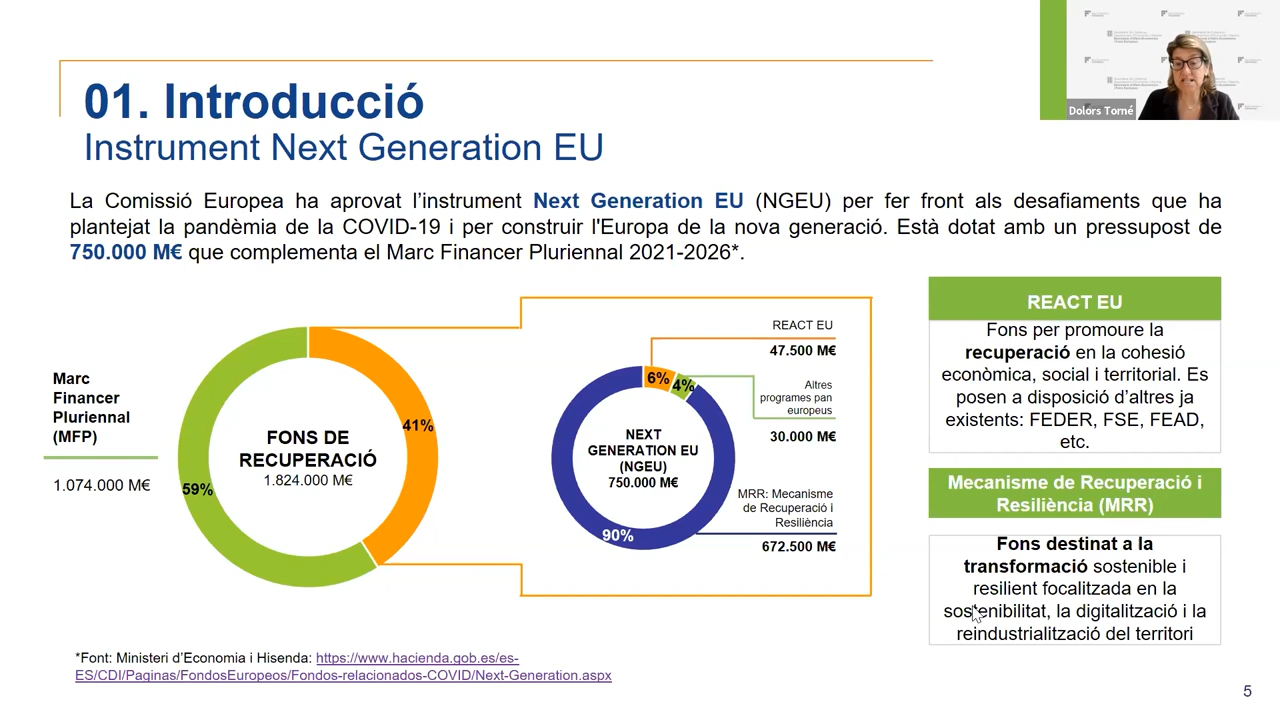 01. Introducció
Instrument Next Generation EU
Dolors Tomé
La Comissió Europea ha aprovat l’instrument Next Generation EU (NGEU) per fer front als desafiaments que ha
plantejat la pandèmia de la COVID-19 i per construir l'Europa de la nova generació. Està dotat amb un pressupost de
750.000 M€ que complementa el Marc Financer Pluriennal 2021-2026*.
Marc
Financer
Pluriennal
(MFP)
1.074.000 M€
59%
41%
FONS DE
RECUPERACIÓ
1.824.000 M€
NEXT
GENERATION EU
(NGEU)
750.000 M€
6%
4%
90%
REACT EU
47.500 M€
Altres
programes pan
europeus
30.000 M€
MRR: Mecanisme
de Recuperació i
Resiliència
672.500 M€
REACT EU
Fons per promoure la
recuperació en la cohesió
econòmica, social i territorial. Es
posen a disposició d’altres ja
existents: FEDER, FSE, FEAD,
etc.
Mecanisme de Recuperació i
Resiliència (MRR)
Fons destinat a la
transformació sostenible i
resilient focalitzada en la
sostenibilitat, la digitalització i la
reindustrialització del territori
*Font: Ministeri d’Economia i Hisenda: https://www.hacienda.gob.es/es-
ES/CDI/Paginas/FondosEuropeos/Fondos-relacionados-COVID/Next-Generation.aspx
5